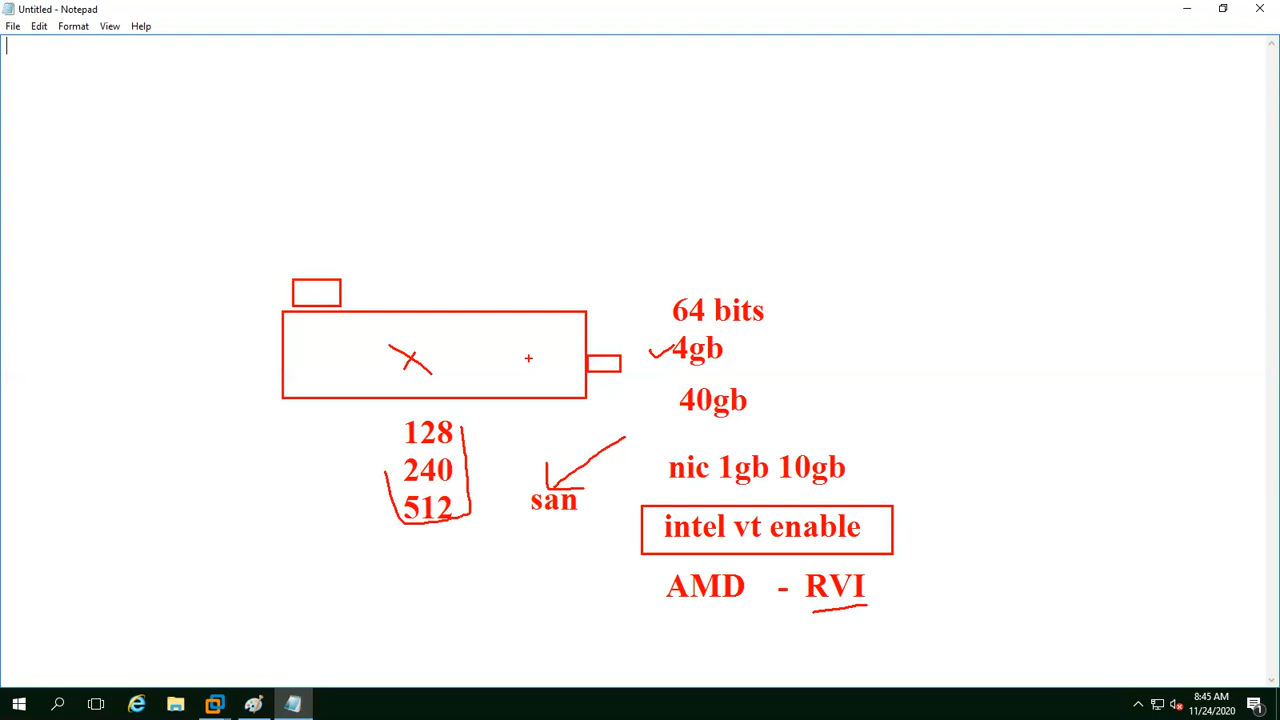 Untitled - Notepad
File Edit Format View Help
64 bits
4gb
40gb
128
240
512
san
nic 1gb 10gb
intel vt enable
AMD - RVI
8:45 AM
11/24/2020
1